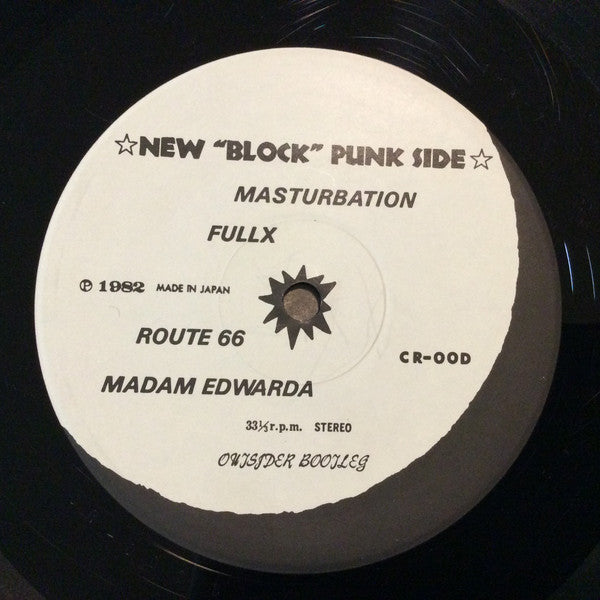 ☆NEW "BLOCK" PUNK SIDE☆
MASTURBATION
FULLX
℗ 1982 MADE IN JAPAN
ROUTE 66
CR-00D
MADAM EDWARDA
33⅓r.p.m. STEREO
OUTSIDER BOOTLEG